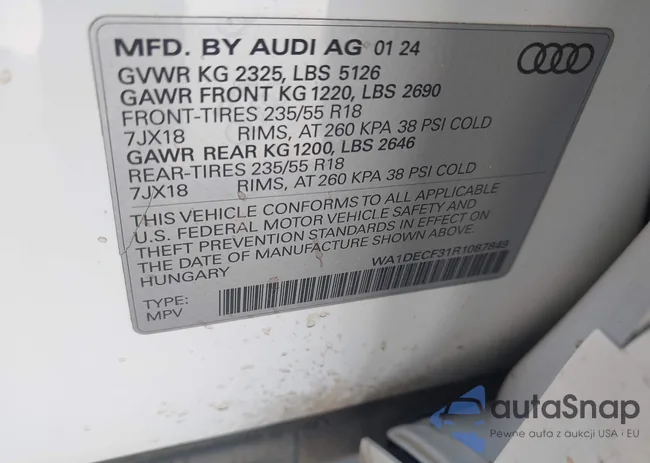 MFD. BY AUDI AG 01 24
GVWR KG 2325, LBS 5126
GAWR FRONT KG 1220, LBS 2690
FRONT-TIRES 235/55 R18
7JX18 RIMS, AT 260 KPA 38 PSI COLD
GAWR REAR KG 1200, LBS 2646
REAR-TIRES 235/55 R18
7JX18 RIMS, AT 260 KPA 38 PSI COLD
THIS VEHICLE CONFORMS TO ALL APPLICABLE
U.S. FEDERAL MOTOR VEHICLE SAFETY AND
THEFT PREVENTION STANDARDS IN EFFECT ON
THE DATE OF MANUFACTURE SHOWN ABOVE.
HUNGARY
WA1DECF31R1087849
TYPE:
MPV
autaSnap
Pewne auta z aukcji USA i EU